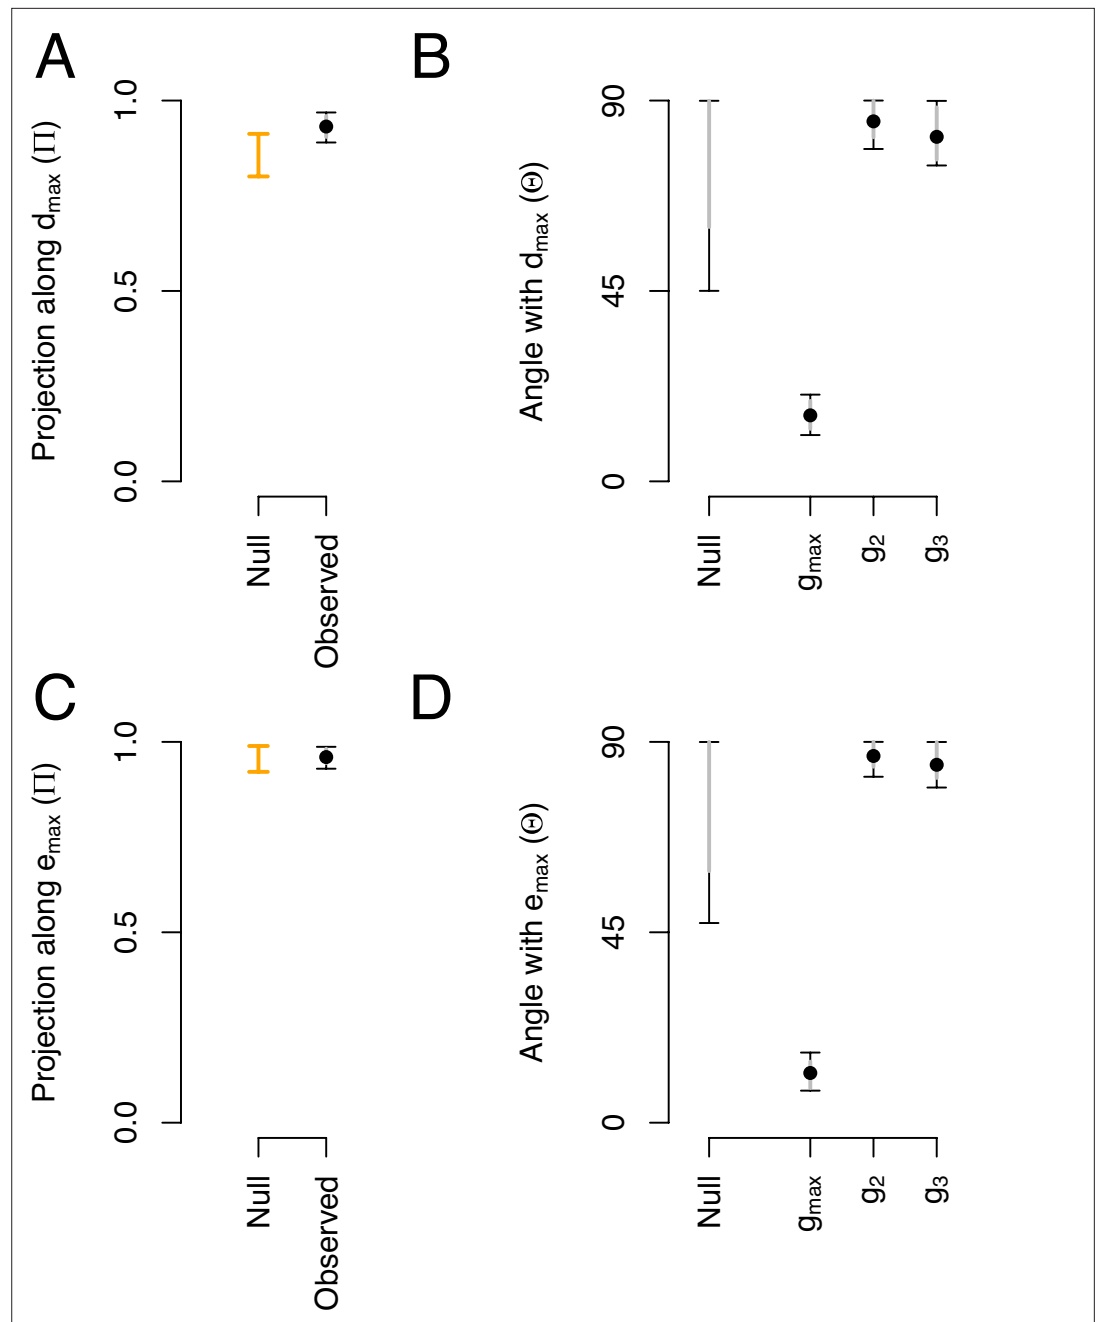 A
Projection along dmax (Π)
1.0
0.5
0.0
Null
Observed
B
Angle with dmax (Θ)
90
45
0
Null
gmax
g2
g3
C
Projection along emax (Π)
1.0
0.5
0.0
Null
Observed
D
Angle with emax (Θ)
90
45
0
Null
gmax
g2
g3